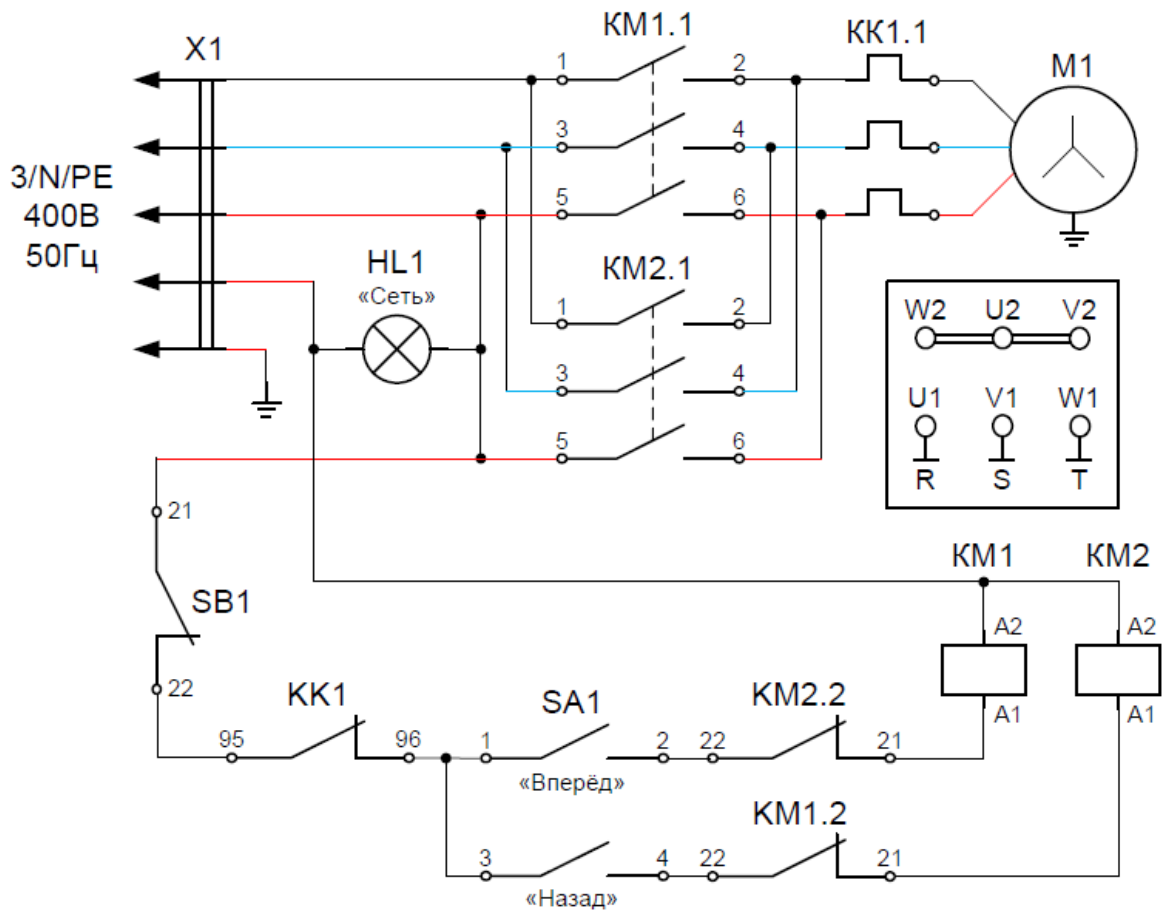 X1
KM1.1
KK1.1
M1
1
2
3
4
5
6
3/N/PE
400В
50Гц
HL1
«Сеть»
KM2.1
1
2
3
4
5
6
W2 U2 V2
U1 V1 W1
R S T
21
SB1
22
KM1 KM2
A2 A2
A1 A1
KK1
SA1
KM2.2
95
96
1
2
22
21
«Вперёд»
KM1.2
3
4
22
21
«Назад»